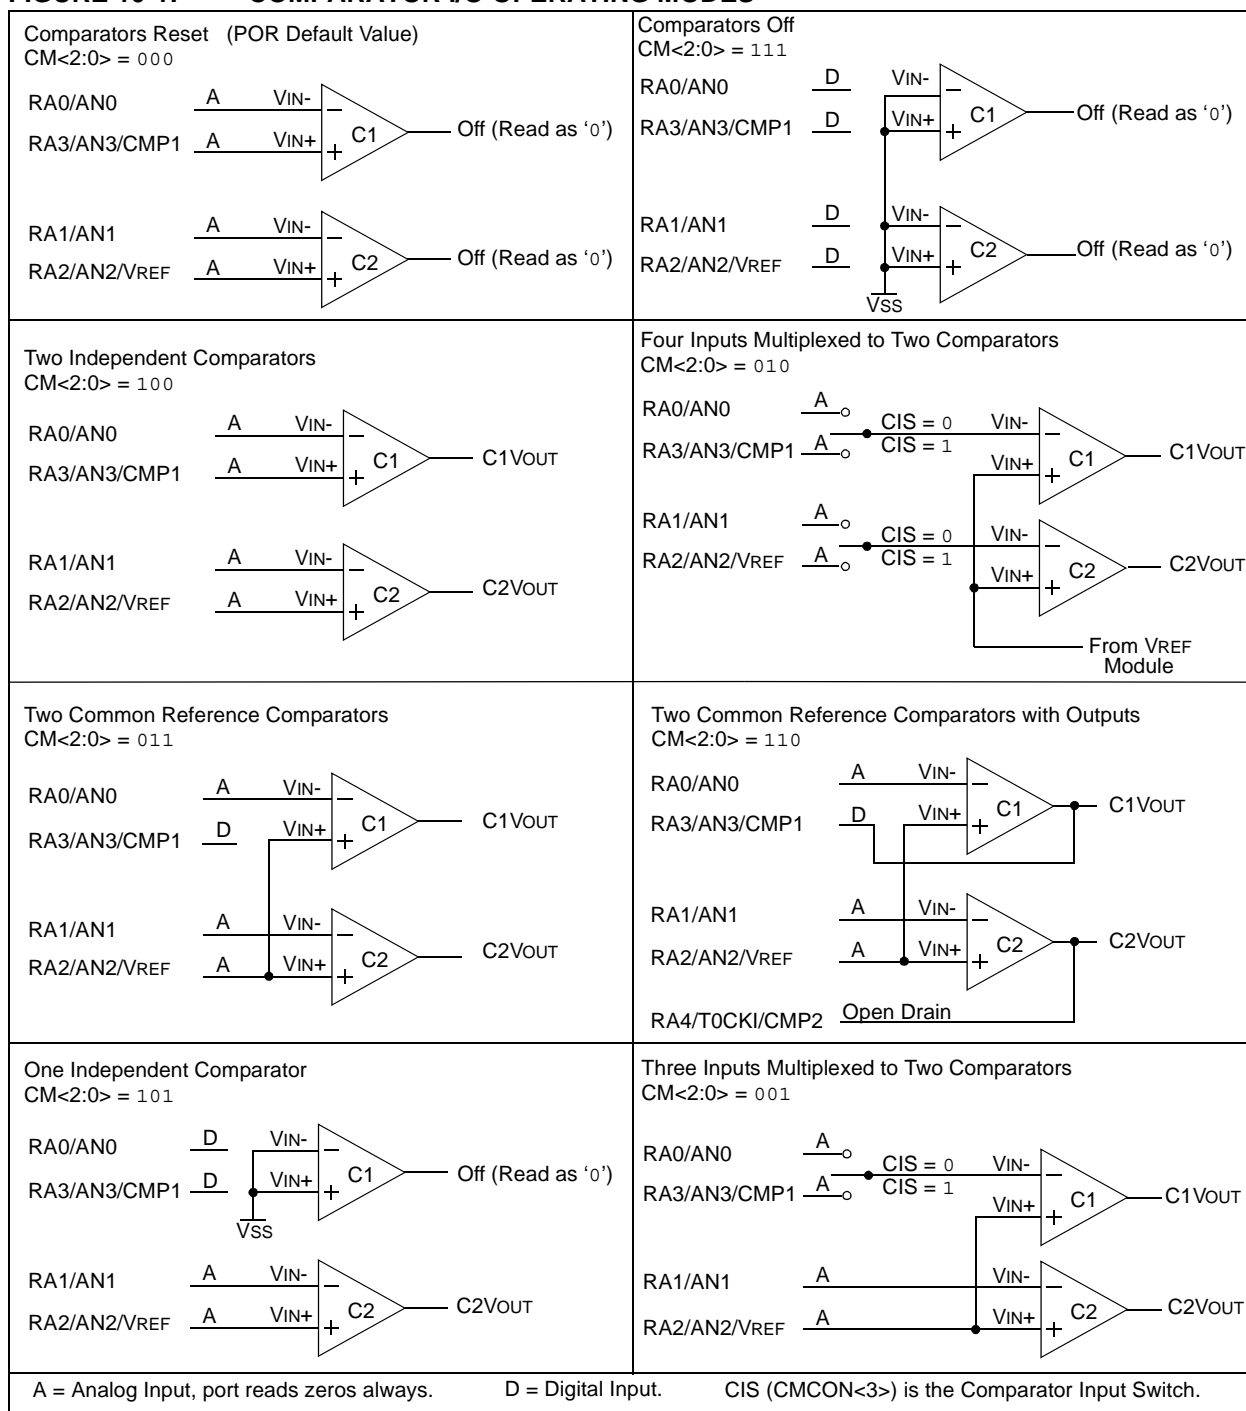 Comparators Reset (POR Default Value)
CM<2:0> = 000
RA0/AN0 A VIN- −
RA3/AN3/CMP1 A VIN+ +
C1 Off (Read as ‘0’)
RA1/AN1 A VIN- −
RA2/AN2/VREF A VIN+ +
C2 Off (Read as ‘0’)
Comparators Off
CM<2:0> = 111
RA0/AN0 D VIN- −
RA3/AN3/CMP1 D VIN+ +
C1 Off (Read as ‘0’)
RA1/AN1 D VIN- −
RA2/AN2/VREF D VIN+ +
C2 Off (Read as ‘0’)
VSS
Two Independent Comparators
CM<2:0> = 100
RA0/AN0 A VIN- −
RA3/AN3/CMP1 A VIN+ +
C1 C1VOUT
RA1/AN1 A VIN- −
RA2/AN2/VREF A VIN+ +
C2 C2VOUT
Four Inputs Multiplexed to Two Comparators
CM<2:0> = 010
RA0/AN0 A
CIS = 0 VIN- −
RA3/AN3/CMP1 A CIS = 1
VIN+ +
C1 C1VOUT
RA1/AN1 A
CIS = 0 VIN- −
RA2/AN2/VREF A CIS = 1
VIN+ +
C2 C2VOUT
From VREF
Module
Two Common Reference Comparators
CM<2:0> = 011
RA0/AN0 A VIN- −
RA3/AN3/CMP1 D VIN+ +
C1 C1VOUT
RA1/AN1 A VIN- −
RA2/AN2/VREF A VIN+ +
C2 C2VOUT
Two Common Reference Comparators with Outputs
CM<2:0> = 110
RA0/AN0 A VIN- −
RA3/AN3/CMP1 D VIN+ +
C1 C1VOUT
RA1/AN1 A VIN- −
RA2/AN2/VREF A VIN+ +
C2 C2VOUT
RA4/T0CKI/CMP2 Open Drain
One Independent Comparator
CM<2:0> = 101
RA0/AN0 D VIN- −
RA3/AN3/CMP1 D VIN+ +
C1 Off (Read as ‘0’)
VSS
RA1/AN1 A VIN- −
RA2/AN2/VREF A VIN+ +
C2 C2VOUT
Three Inputs Multiplexed to Two Comparators
CM<2:0> = 001
RA0/AN0 A
CIS = 0 VIN- −
RA3/AN3/CMP1 A CIS = 1
VIN+ +
C1 C1VOUT
RA1/AN1 A VIN- −
RA2/AN2/VREF A VIN+ +
C2 C2VOUT
A = Analog Input, port reads zeros always. D = Digital Input. CIS (CMCON<3>) is the Comparator Input Switch.